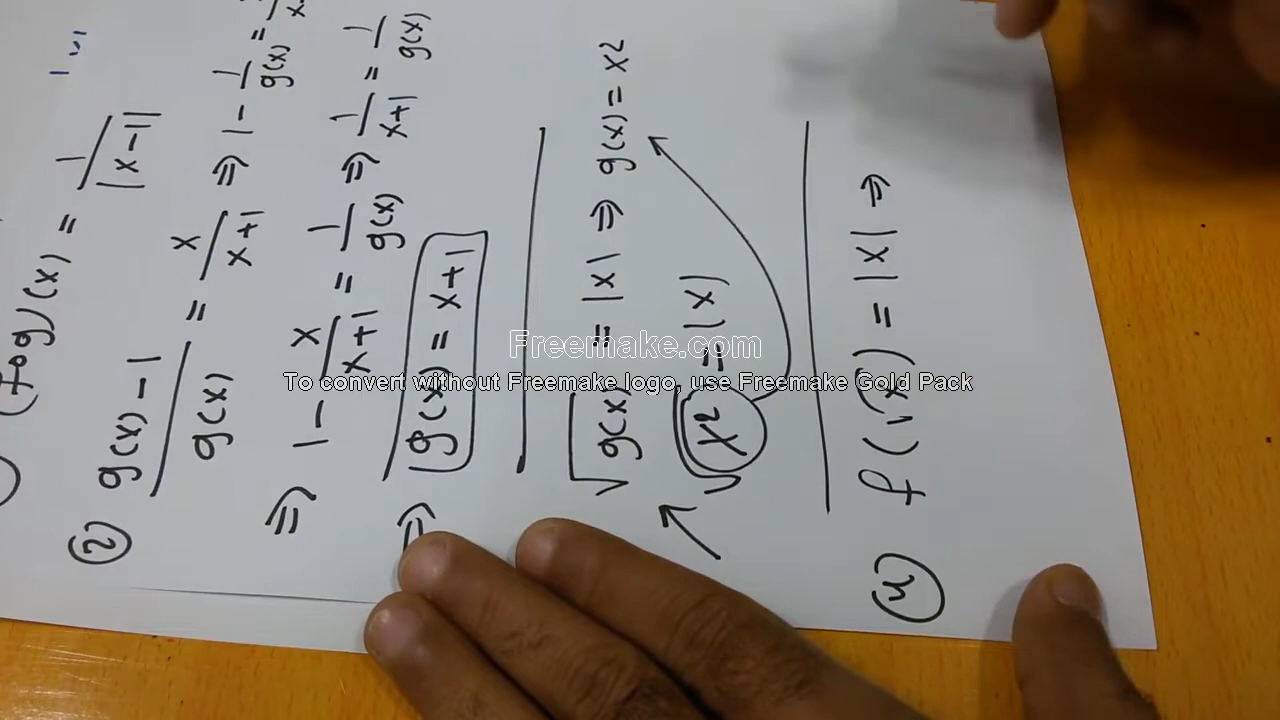 (fog)(x) = 1/|x-1|
② g(x)-1/g(x) = x/x+1 ⇒ 1 - 1/g(x) =
⇒ 1 - x/x+1 = 1/g(x) ⇒ 1/x+1 = 1/g(x)
⇒ g(x) = x+1
√g(x) = |x| ⇒ g(x) = x²
√x² = |x|
f(√x) = |x| ⇒
Freemake.com
To convert without Freemake logo, use Freemake Gold Pack